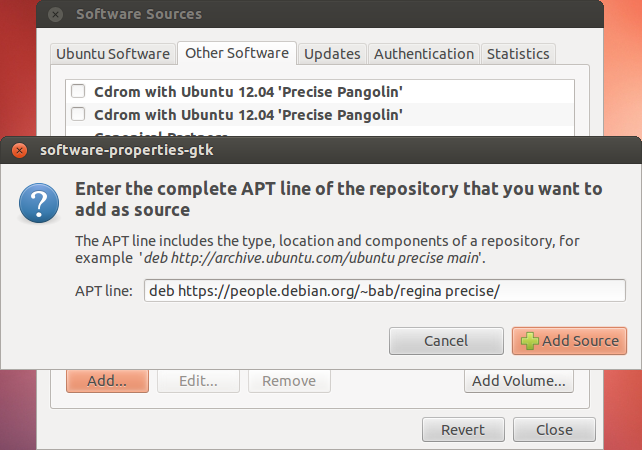 Software Sources
Ubuntu Software Other Software Updates Authentication Statistics
Cdrom with Ubuntu 12.04 'Precise Pangolin'
Cdrom with Ubuntu 12.04 'Precise Pangolin'
Canonical Partners
software-properties-gtk
Enter the complete APT line of the repository that you want to
add as source
The APT line includes the type, location and components of a repository, for
example 'deb http://archive.ubuntu.com/ubuntu precise main'.
APT line: deb https://people.debian.org/~bab/regina precise/
Cancel Add Source
Add... Edit... Remove Add Volume...
Revert Close